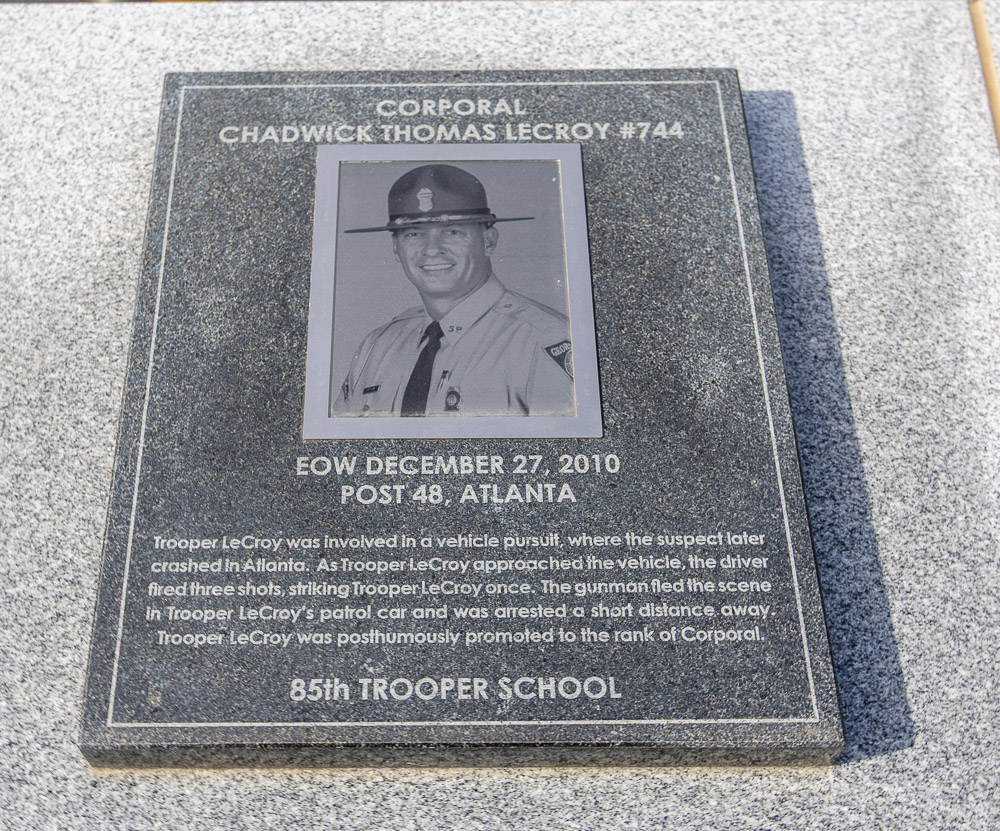 CORPORAL
CHADWICK THOMAS LECROY #744
SP
EOW DECEMBER 27, 2010
POST 48, ATLANTA
Trooper LeCroy was involved in a vehicle pursuit, where the suspect later
crashed in Atlanta. As Trooper LeCroy approached the vehicle, the driver
fired three shots, striking Trooper LeCroy once. The gunman fled the scene
in Trooper LeCroy's patrol car and was arrested a short distance away.
Trooper LeCroy was posthumously promoted to the rank of Corporal.
85th TROOPER SCHOOL